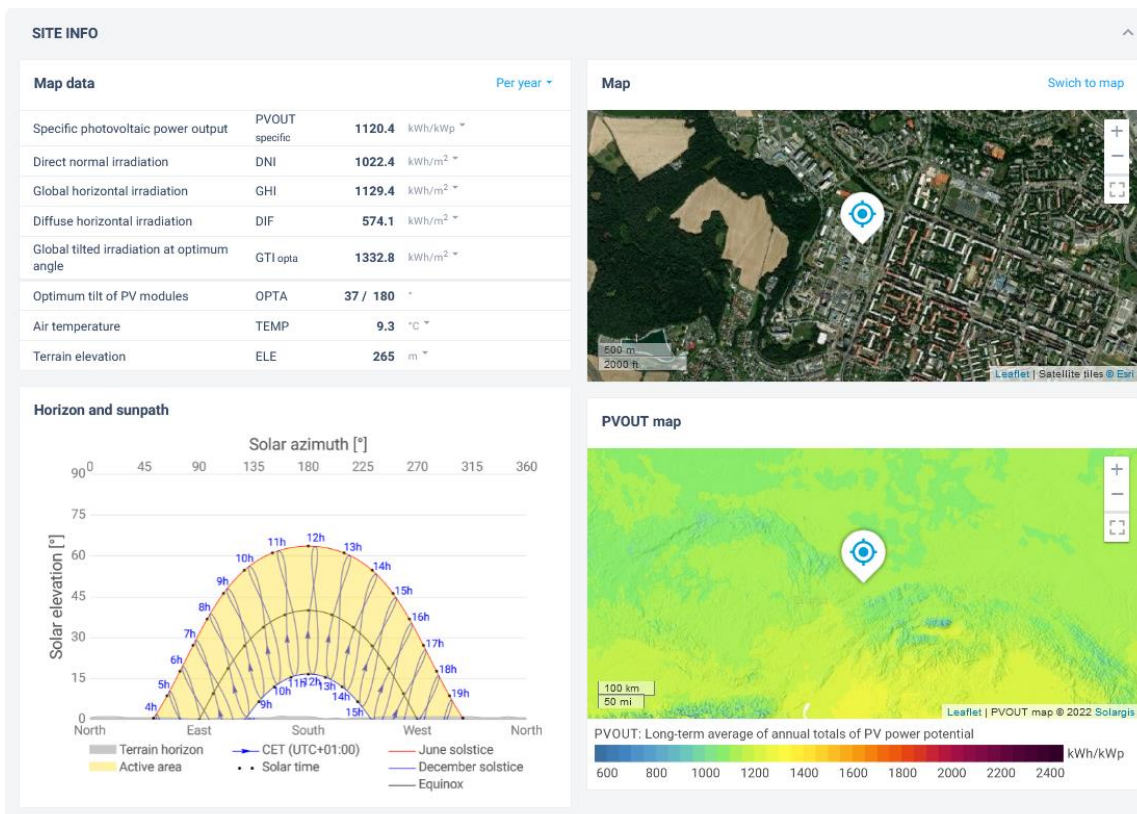 SITE INFO
Map data
Per year
Specific photovoltaic power output PVOUT specific 1120.4 kWh/kWp
Direct normal irradiation DNI 1022.4 kWh/m²
Global horizontal irradiation GHI 1129.4 kWh/m²
Diffuse horizontal irradiation DIF 574.1 kWh/m²
Global tilted irradiation at optimum angle GTI opta 1332.8 kWh/m²
Optimum tilt of PV modules OPTA 37 / 180 °
Air temperature TEMP 9.3 °C
Terrain elevation ELE 265 m
Map
Swich to map
+
−
500 m
2000 ft
Leaflet | Satellite tiles © Esri
Horizon and sunpath
Solar azimuth [°]
0 45 90 135 180 225 270 315 360
Solar elevation [°]
90
75
60
45
30
15
0
4h 5h 6h 7h 8h 9h 10h 11h 12h 13h 14h 15h 16h 17h 18h 19h
9h 10h 11h 12h 13h 14h 15h
North East South West North
Terrain horizon CET (UTC+01:00) June solstice
Active area Solar time December solstice
Equinox
PVOUT map
+
−
100 km
50 mi
Leaflet | PVOUT map © 2022 Solargis
PVOUT: Long-term average of annual totals of PV power potential
kWh/kWp
600 800 1000 1200 1400 1600 1800 2000 2200 2400